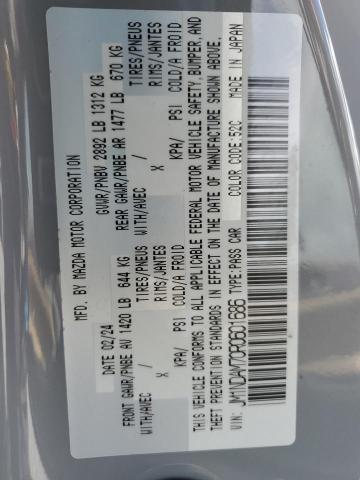 MFD. BY MAZDA MOTOR CORPORATION
DATE 02/24 GVWR/PNBV 2892 LB 1312 KG
FRONT GAWR/PNBE AV 1420 LB 644 KG REAR GAWR/PNBE AR 1477 LB 670 KG
WITH/AVEC / TIRES/PNEUS WITH/AVEC / TIRES/PNEUS
X RIMS/JANTES X RIMS/JANTES
KPA/ PSI COLD/A FROID KPA/ PSI COLD/A FROID
THIS VEHICLE CONFORMS TO ALL APPLICABLE FEDERAL MOTOR VEHICLE SAFETY, BUMPER, AND
THEFT PREVENTION STANDARDS IN EFFECT ON THE DATE OF MANUFACTURE SHOWN ABOVE.
VIN: JM1NDAM70R0601686 COLOR CODE:52C MADE IN JAPAN
TYPE:PASS CAR